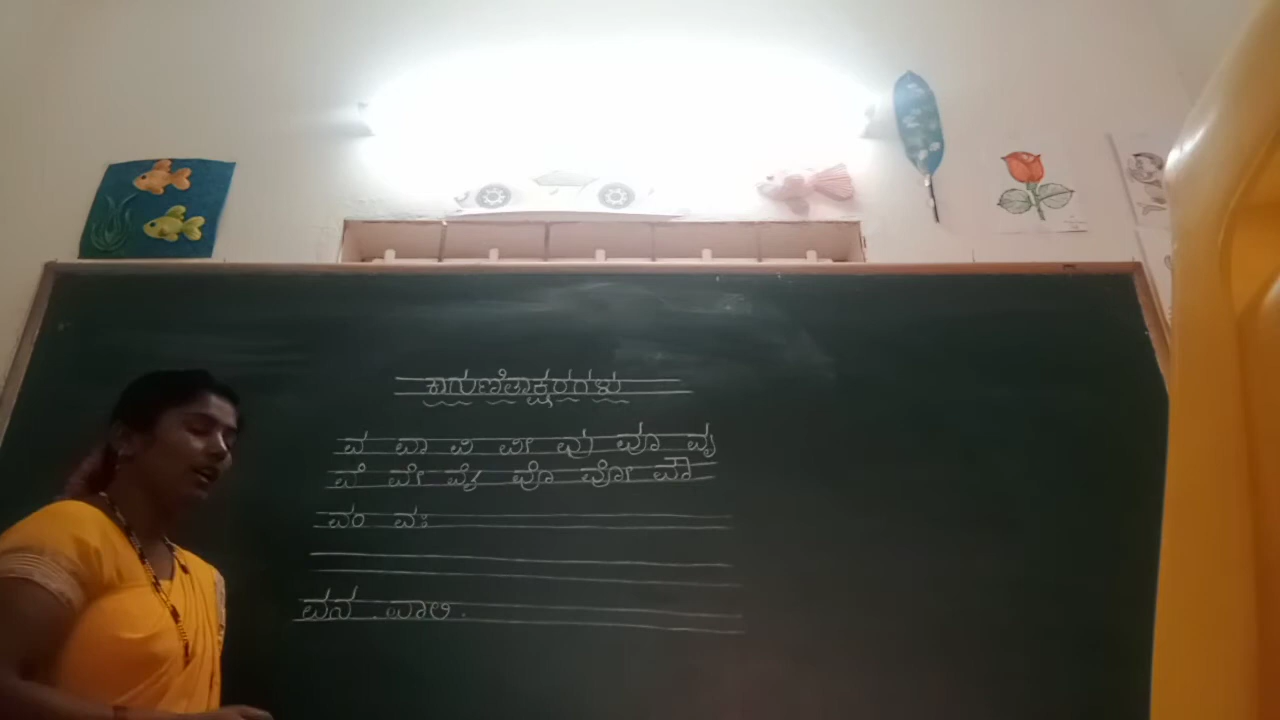 ಕಾಗುಣಿತಾಕ್ಷರಗಳು
ವ ವಾ ವಿ ವೀ ವು ವೂ ವೃ
ವೆ ವೇ ವೈ ವೊ ವೋ ವೌ
ವಂ ವಃ
ವನ ವಾಲಿ.